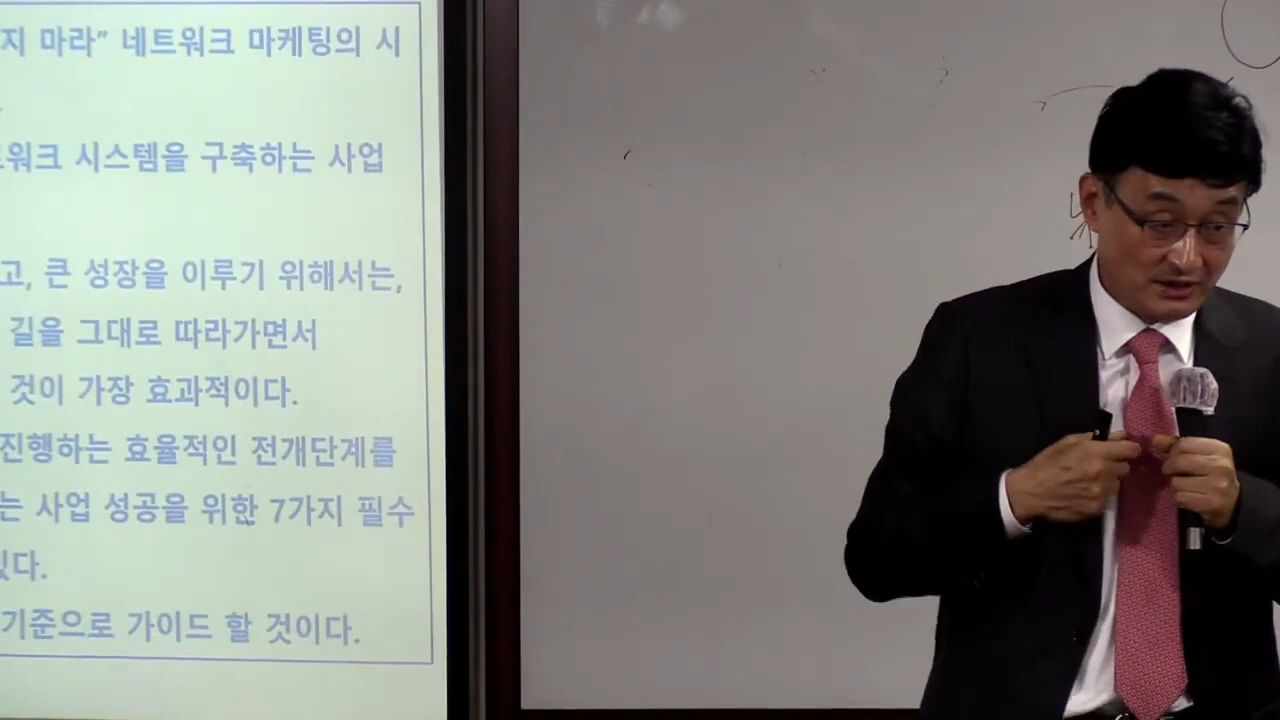 지 마라” 네트워크 마케팅의 시
워크 시스템을 구축하는 사업
고, 큰 성장을 이루기 위해서는,
길을 그대로 따라가면서
것이 가장 효과적이다.
진행하는 효율적인 전개단계를
는 사업 성공을 위한 7가지 필수
있다.
기준으로 가이드 할 것이다.